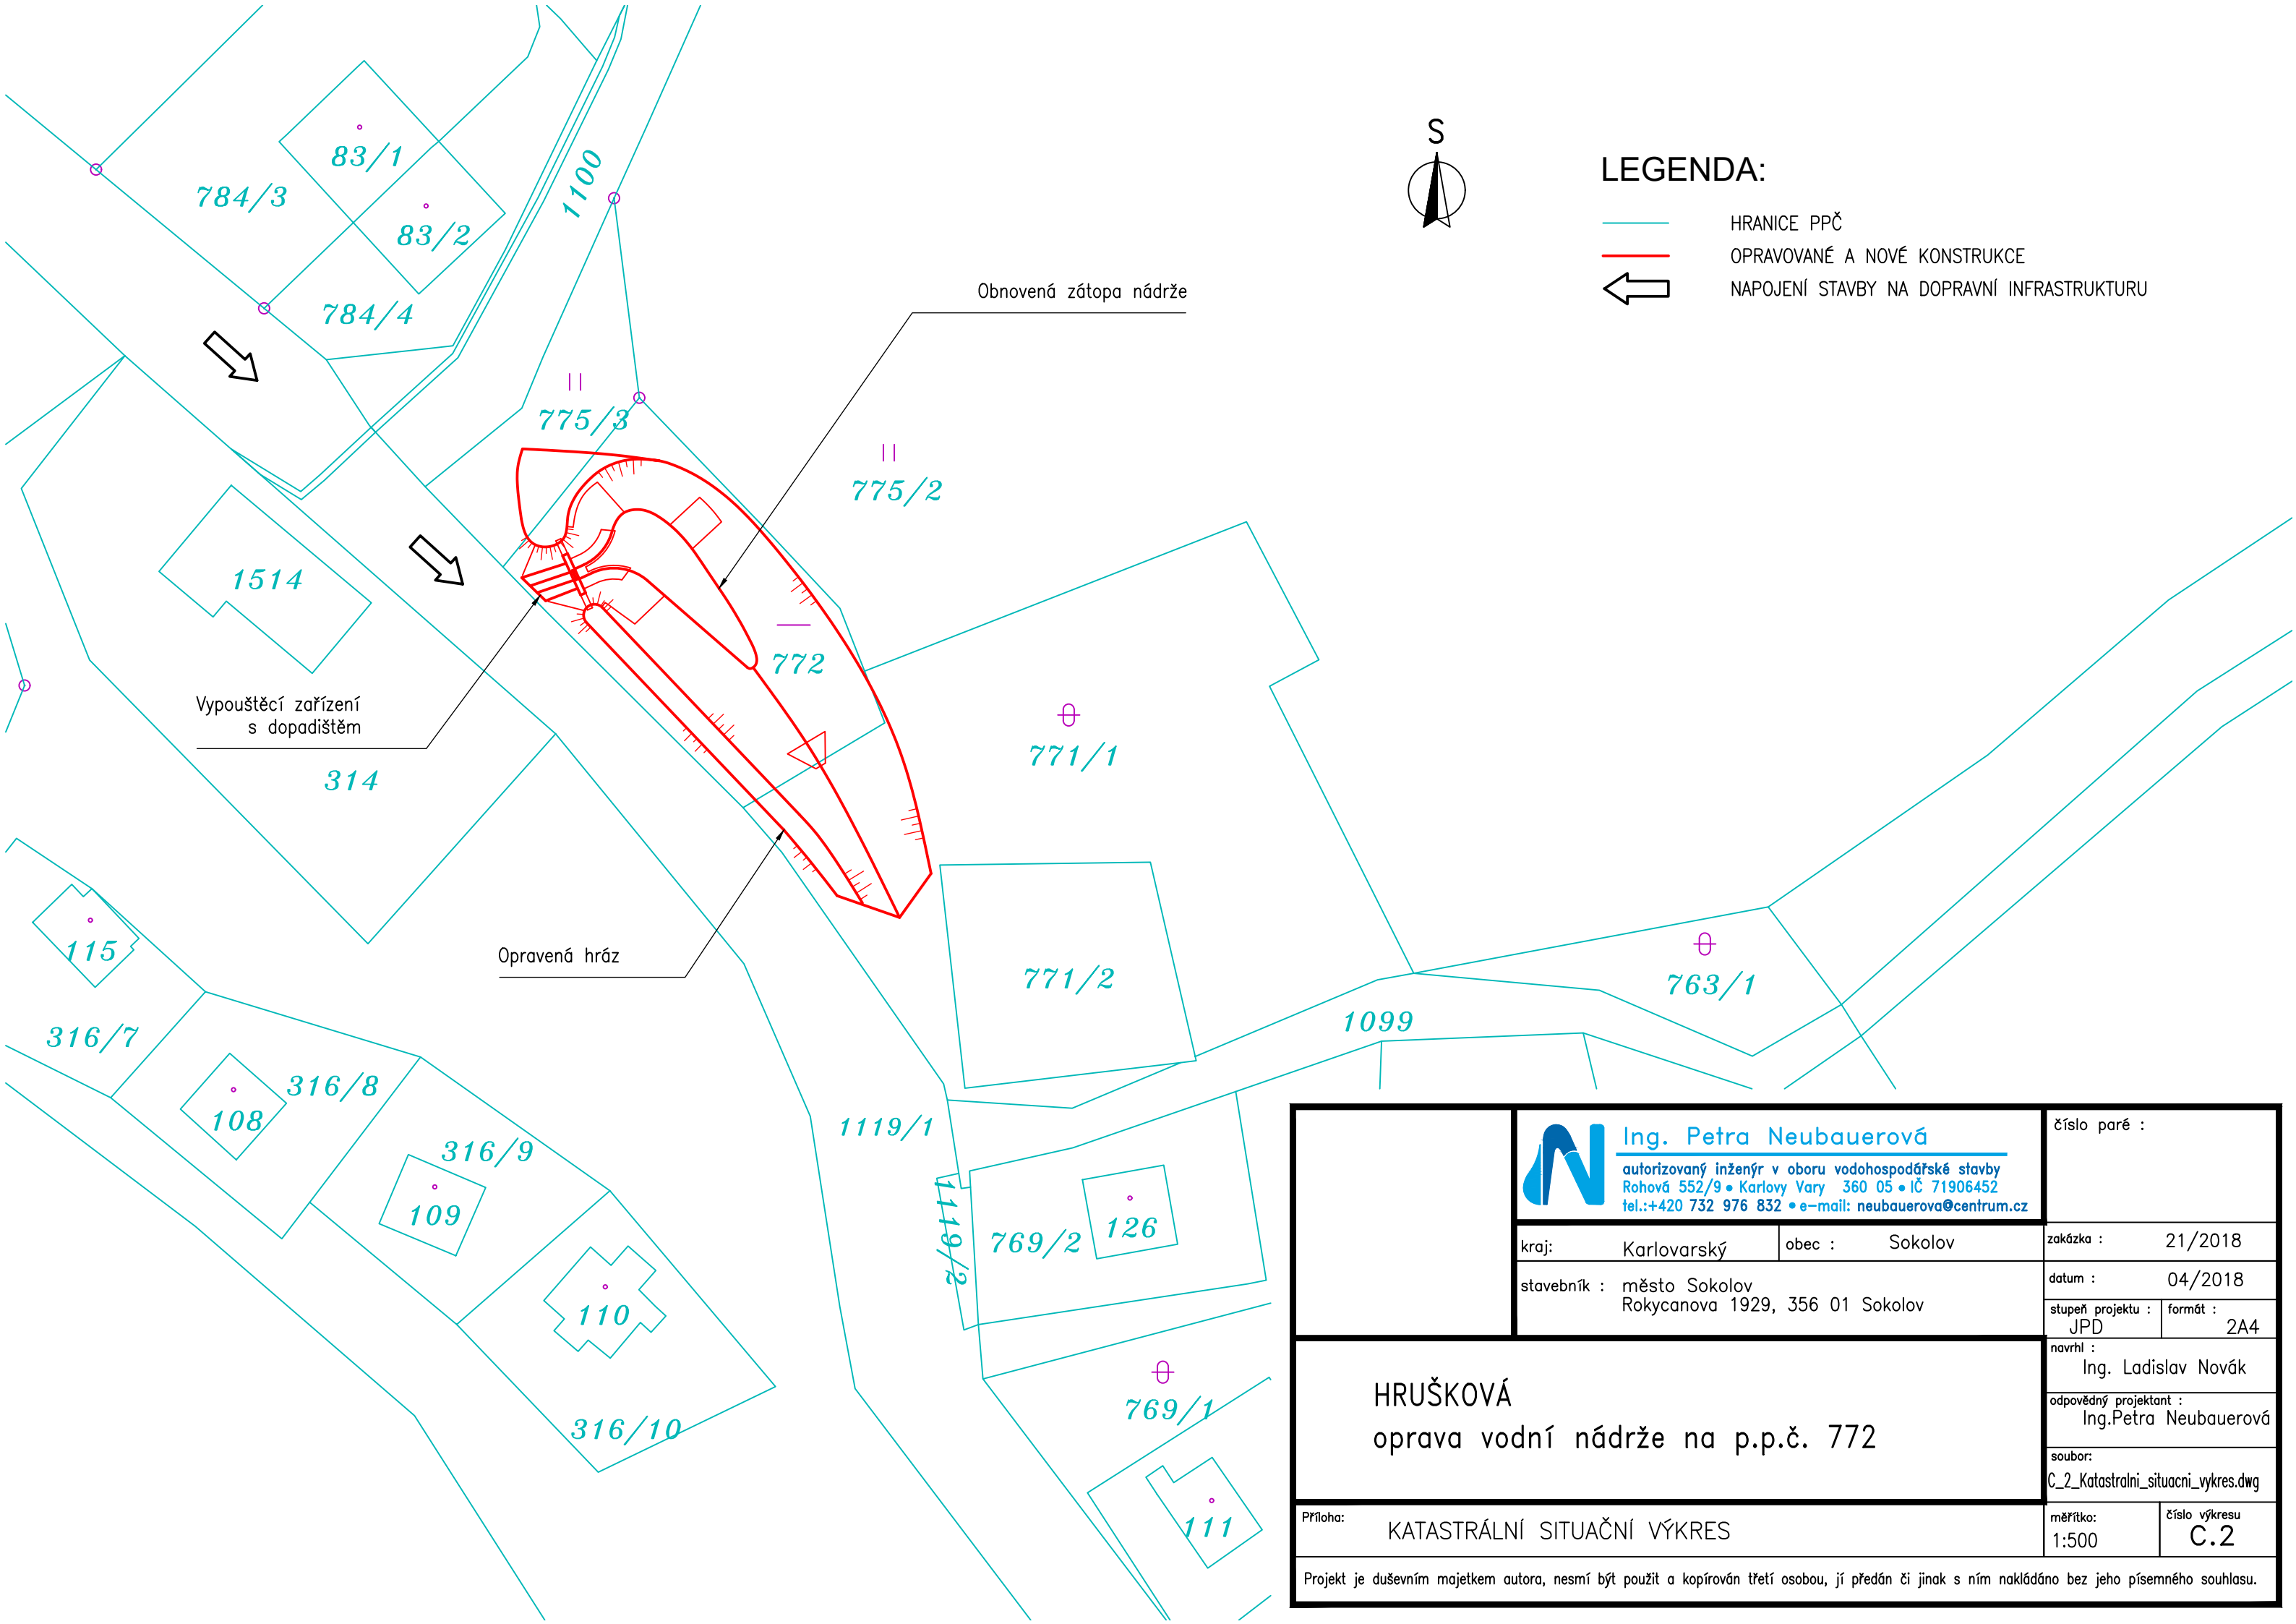 S
LEGENDA:
HRANICE PPČ
OPRAVOVANÉ A NOVÉ KONSTRUKCE
NAPOJENÍ STAVBY NA DOPRAVNÍ INFRASTRUKTURU
83/1
784/3
83/2
1100
784/4
Obnovená zátopa nádrže
775/3
775/2
1514
772
Vypouštěcí zařízení
s dopadištěm
314
771/1
115
Opravená hráz
771/2
763/1
316/7
1099
316/8
108
1119/1
316/9
109
1119/2
769/2
126
110
316/10
769/1
111
Ing. Petra Neubauerová
autorizovaný inženýr v oboru vodohospodářské stavby
Rohová 552/9 • Karlovy Vary 360 05 • IČ 71906452
tel.:+420 732 976 832 • e-mail: neubauerova@centrum.cz
číslo paré :
kraj: Karlovarský
obec : Sokolov
zakázka : 21/2018
stavebník : město Sokolov
Rokycanova 1929, 356 01 Sokolov
datum : 04/2018
stupeň projektu : formát :
JPD 2A4
navrhl :
Ing. Ladislav Novák
odpovědný projektant :
Ing.Petra Neubauerová
HRUŠKOVÁ
oprava vodní nádrže na p.p.č. 772
soubor:
C_2_Katastralni_situacni_vykres.dwg
Příloha: KATASTRÁLNÍ SITUAČNÍ VÝKRES
měřítko:
1:500
číslo výkresu
C.2
Projekt je duševním majetkem autora, nesmí být použit a kopírován třetí osobou, jí předán či jinak s ním nakládáno bez jeho písemného souhlasu.